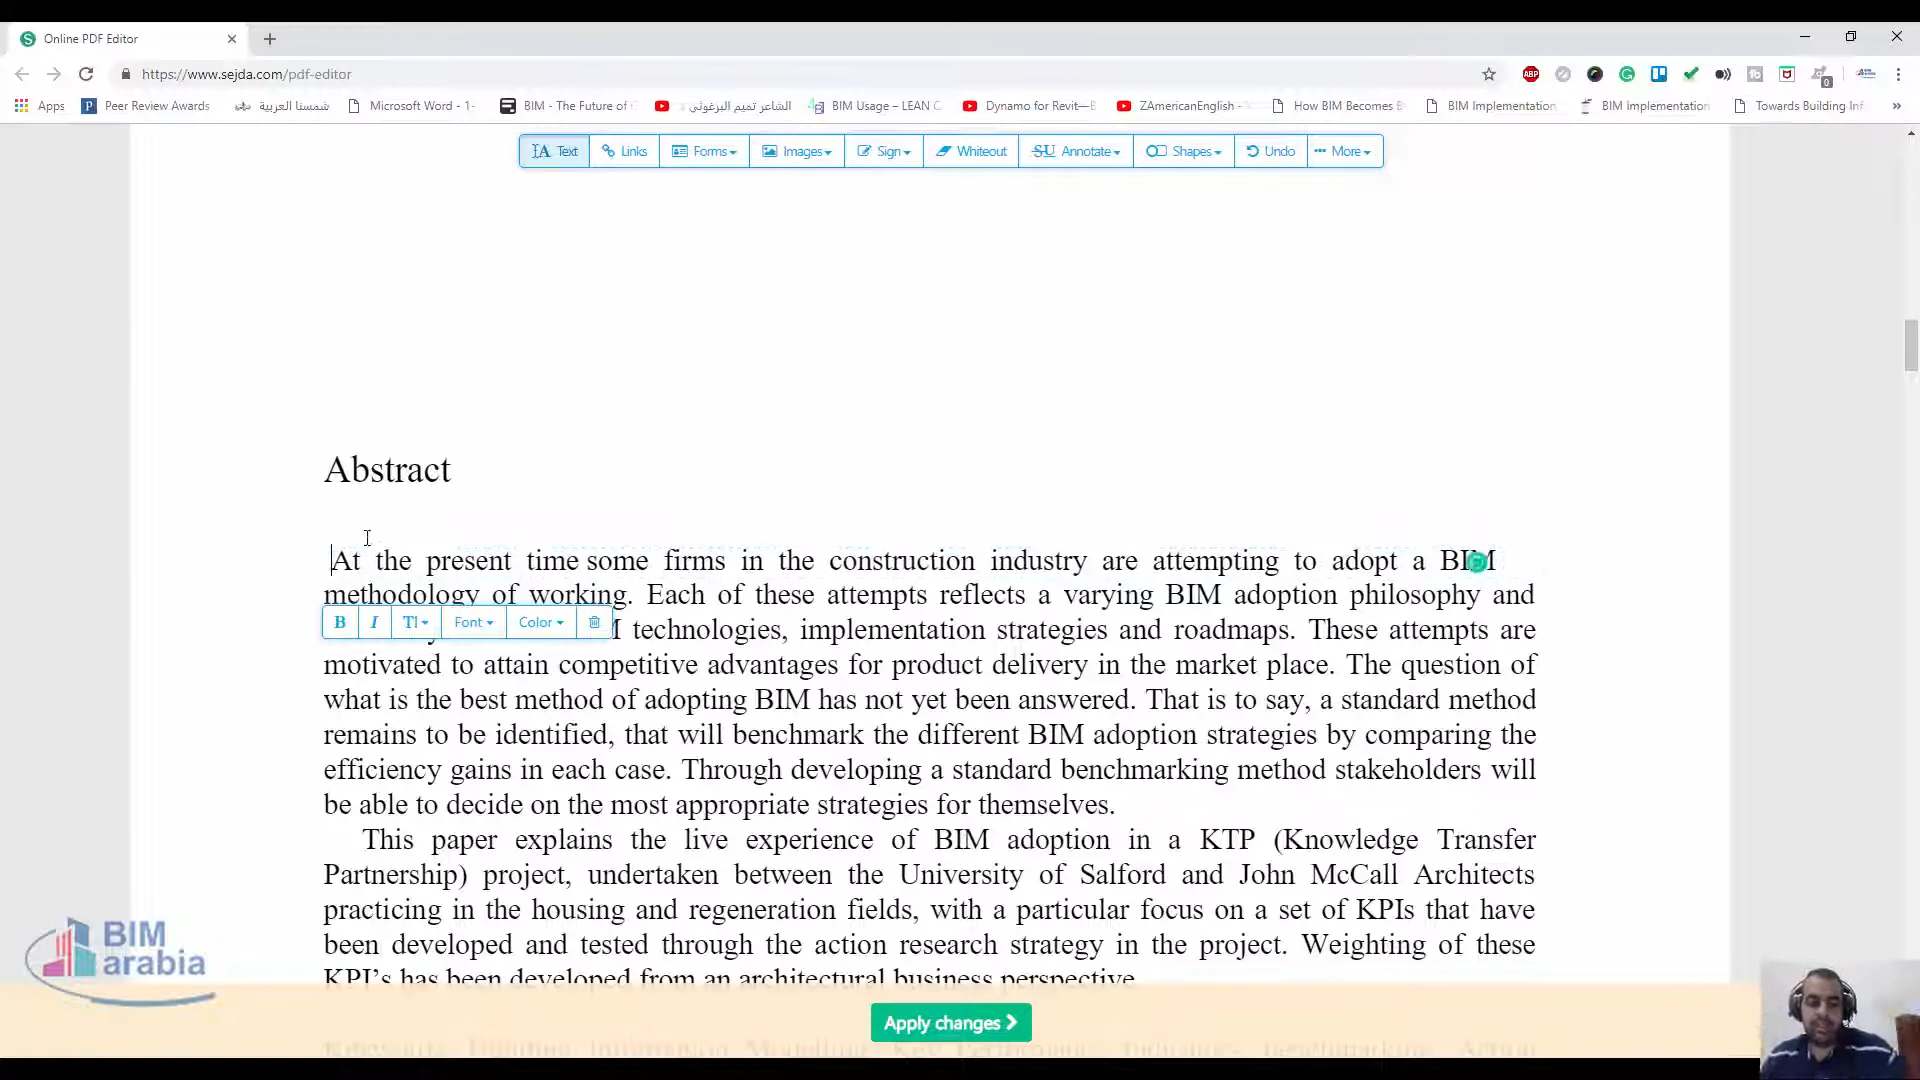 Online PDF Editor
https://www.sejda.com/pdf-editor
Apps Peer Review Awards شمسنا العربية Microsoft Word - 1- BIM - The Future of الشاعر تميم البرغوثي BIM Usage – LEAN Dynamo for Revit—B ZAmericanEnglish - How BIM Becomes B BIM Implementation BIM Implementation Towards Building Inf
Text Links Forms Images Sign Whiteout Annotate Shapes Undo More
Abstract
At the present time some firms in the construction industry are attempting to adopt a BIM
methodology of working. Each of these attempts reflects a varying BIM adoption philosophy and
B I Font Color
technologies, implementation strategies and roadmaps. These attempts are
motivated to attain competitive advantages for product delivery in the market place. The question of
what is the best method of adopting BIM has not yet been answered. That is to say, a standard method
remains to be identified, that will benchmark the different BIM adoption strategies by comparing the
efficiency gains in each case. Through developing a standard benchmarking method stakeholders will
be able to decide on the most appropriate strategies for themselves.
This paper explains the live experience of BIM adoption in a KTP (Knowledge Transfer
Partnership) project, undertaken between the University of Salford and John McCall Architects
practicing in the housing and regeneration fields, with a particular focus on a set of KPIs that have
been developed and tested through the action research strategy in the project. Weighting of these
KPI's has been developed from an architectural business perspective.
BIM
arabia
Apply changes